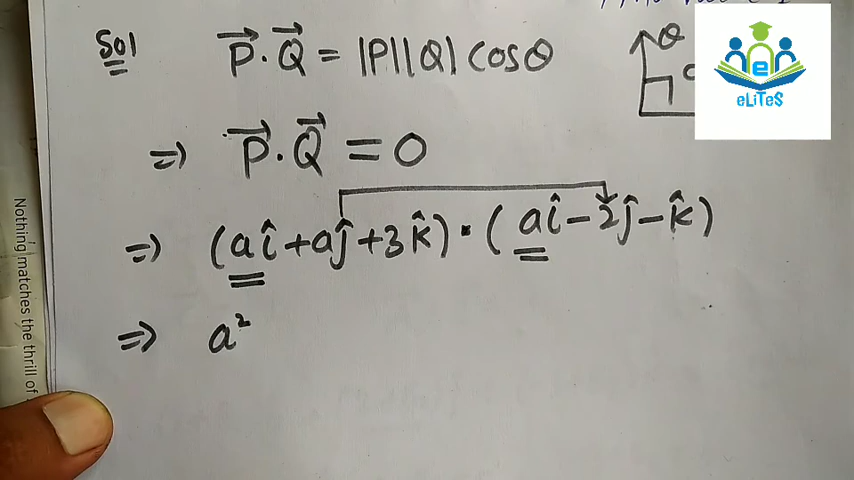 Sol
P⃗.Q⃗ = |P||Q| cosθ
θ
e
eLiTeS
=> P⃗.Q⃗ = 0
=> (aî+aĵ+3k̂)·(aî-2ĵ-k̂)
=> a²
Nothing matches the thrill of